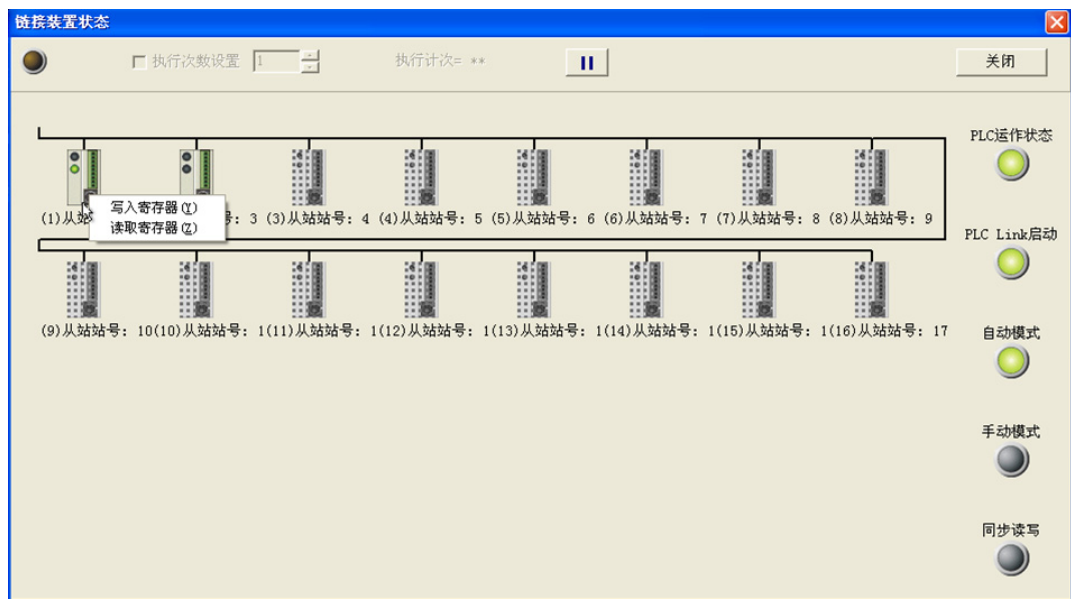 链接装置状态
执行次数设置 1 执行计次= ** 关闭
PLC运作状态
写入寄存器(Y)
读取寄存器(Z)
(1)从站 号: 3 (3)从站站号: 4 (4)从站站号: 5 (5)从站站号: 6 (6)从站站号: 7 (7)从站站号: 8 (8)从站站号: 9
PLC Link启动
(9)从站站号: 10(10)从站站号: 1(11)从站站号: 1(12)从站站号: 1(13)从站站号: 1(14)从站站号: 1(15)从站站号: 1(16)从站站号: 17
自动模式
手动模式
同步读写